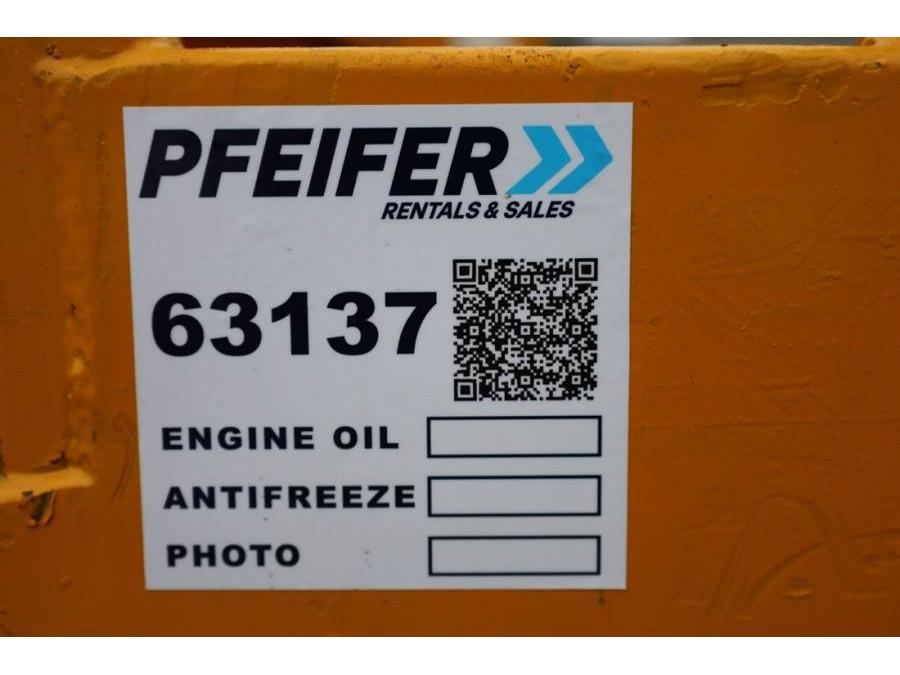 PFEIFER
RENTALS & SALES
63137
ENGINE OIL
ANTIFREEZE
PHOTO